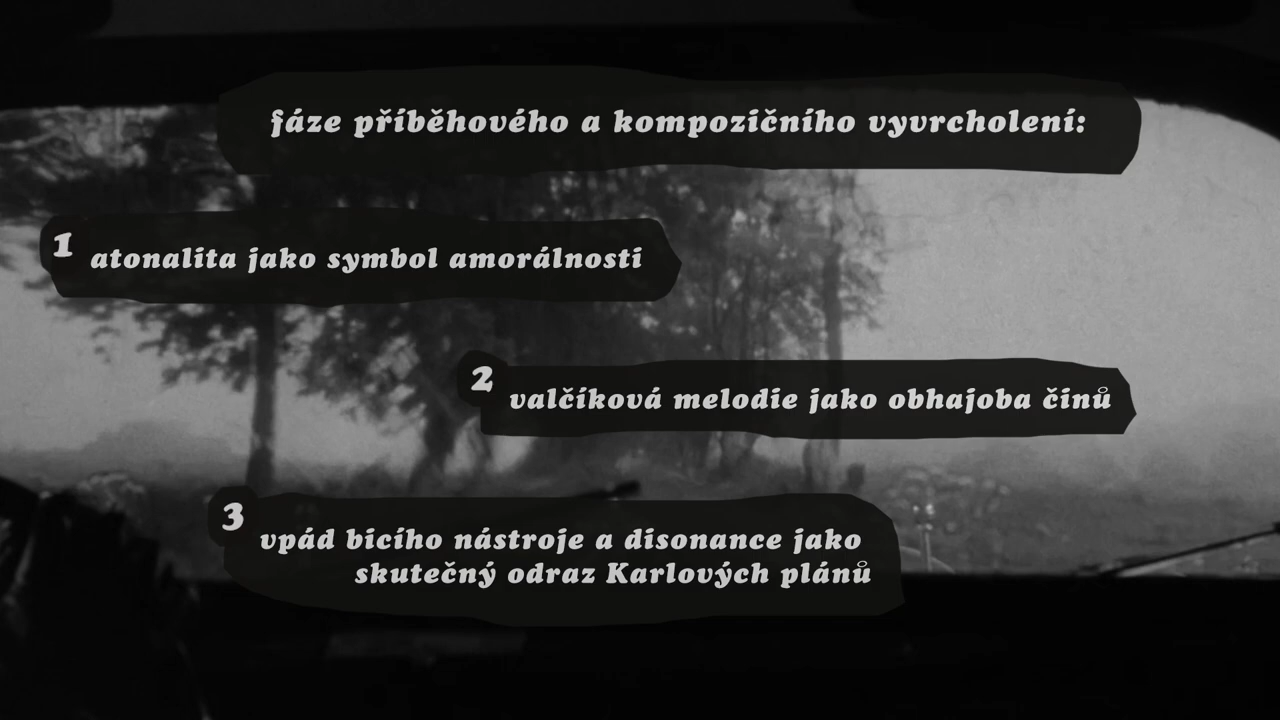 fáze příběhového a kompozičního vyvrcholení:
1
atonalita jako symbol amorálnosti
2
valčíková melodie jako obhajoba činů
3
vpád bicího nástroje a disonance jako
skutečný odraz Karlových plánů